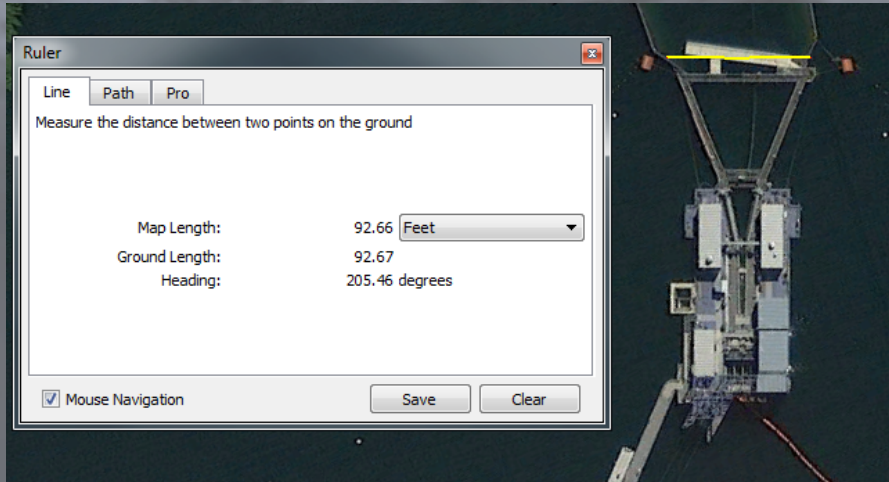 Ruler
Line Path Pro
Measure the distance between two points on the ground
Map Length: 92.66 Feet
Ground Length: 92.67
Heading: 205.46 degrees
Mouse Navigation Save Clear